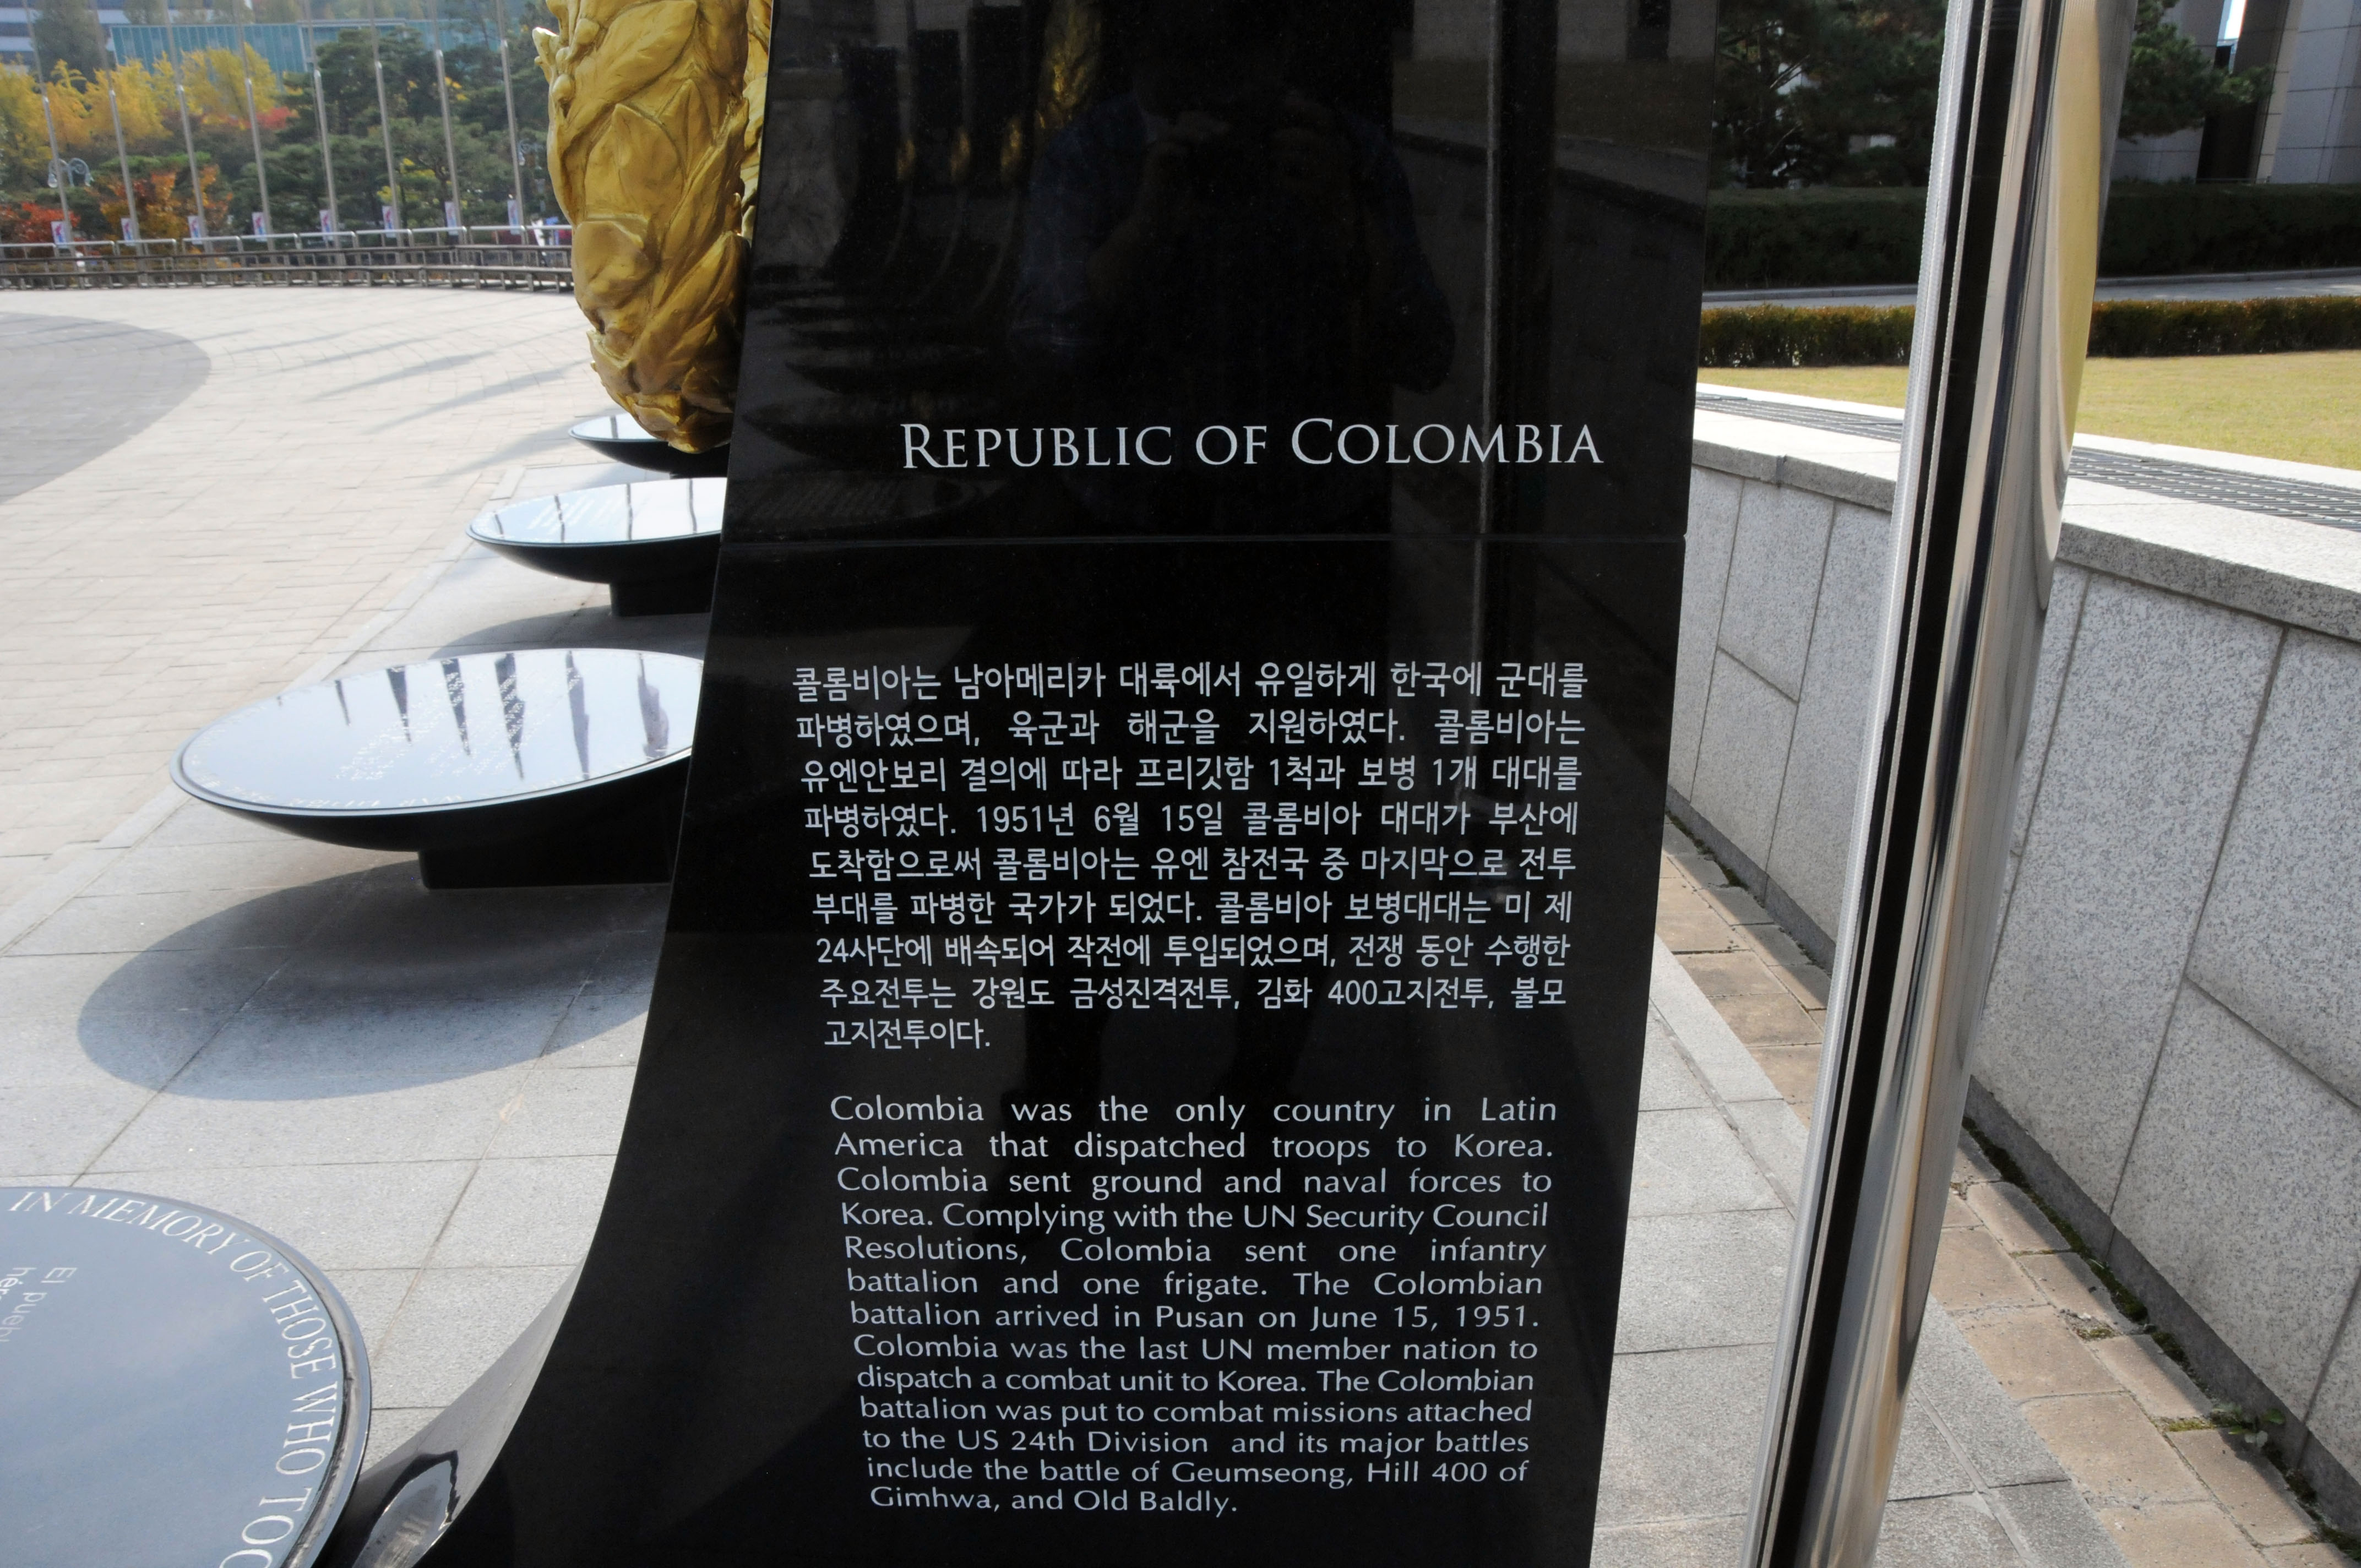 REPUBLIC OF COLOMBIA
콜롬비아는 남아메리카 대륙에서 유일하게 한국에 군대를
파병하였으며, 육군과 해군을 지원하였다. 콜롬비아는
유엔안보리 결의에 따라 프리깃함 1척과 보병 1개 대대를
파병하였다. 1951년 6월 15일 콜롬비아 대대가 부산에
도착함으로써 콜롬비아는 유엔 참전국 중 마지막으로 전투
부대를 파병한 국가가 되었다. 콜롬비아 보병대대는 미 제
24사단에 배속되어 작전에 투입되었으며, 전쟁 동안 수행한
주요전투는 강원도 금성진격전투, 김화 400고지전투, 불모
고지전투이다.
Colombia was the only country in Latin
America that dispatched troops to Korea.
Colombia sent ground and naval forces to
Korea. Complying with the UN Security Council
Resolutions, Colombia sent one infantry
battalion and one frigate. The Colombian
battalion arrived in Pusan on June 15, 1951.
Colombia was the last UN member nation to
dispatch a combat unit to Korea. The Colombian
battalion was put to combat missions attached
to the US 24th Division and its major battles
include the battle of Geumseong, Hill 400 of
Gimhwa, and Old Baldly.
IN MEMORY OF THOSE WHO TOO
El puebl